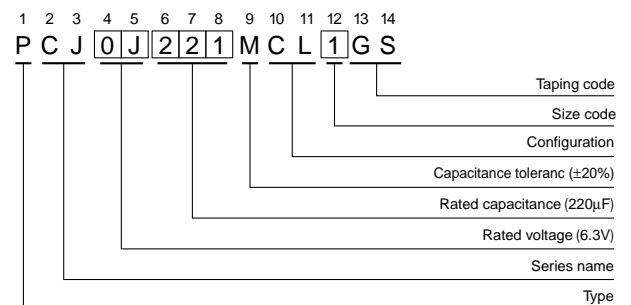 1 2 3 4 5 6 7 8 9 10 11 12 13 14
P C J 0 J 2 2 1 M C L 1 G S
Taping code
Size code
Configuration
Capacitance toleranc (±20%)
Rated capacitance (220μF)
Rated voltage (6.3V)
Series name
Type